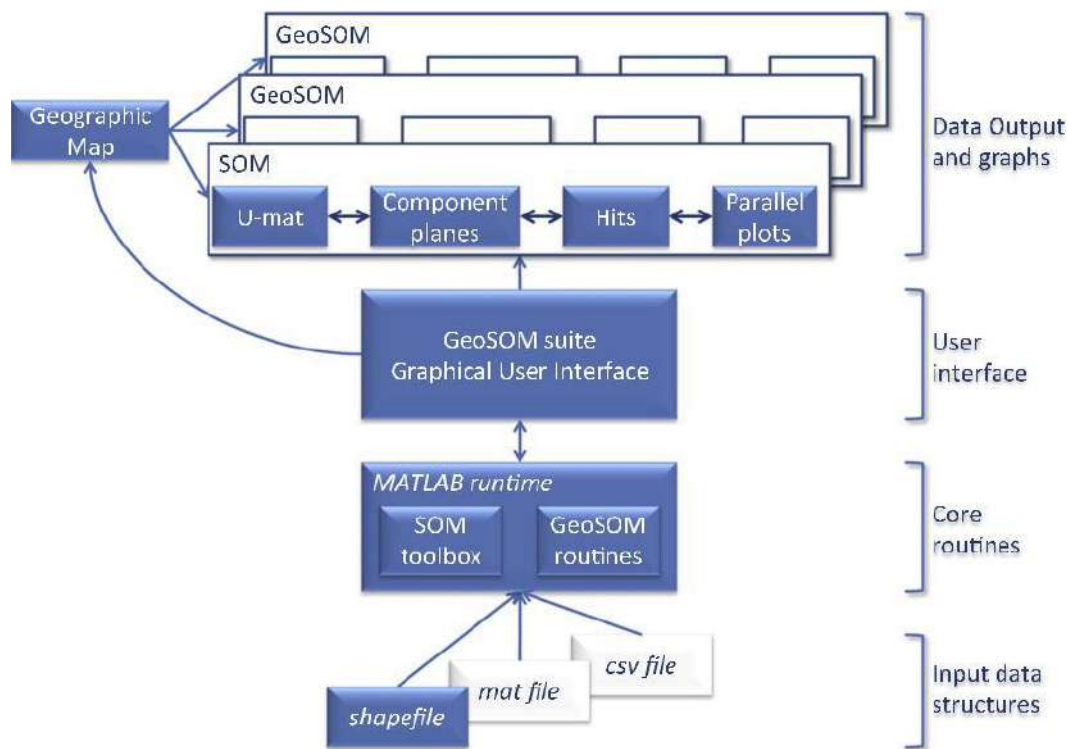 GeoSOM
GeoSOM
Geographic
Map
SOM
U-mat
Component
planes
Hits
Parallel
plots
Data Output
and graphs
GeoSOM suite
Graphical User Interface
User
interface
MATLAB runtime
SOM
toolbox
GeoSOM
routines
Core
routines
csv file
mat file
shapefile
Input data
structures